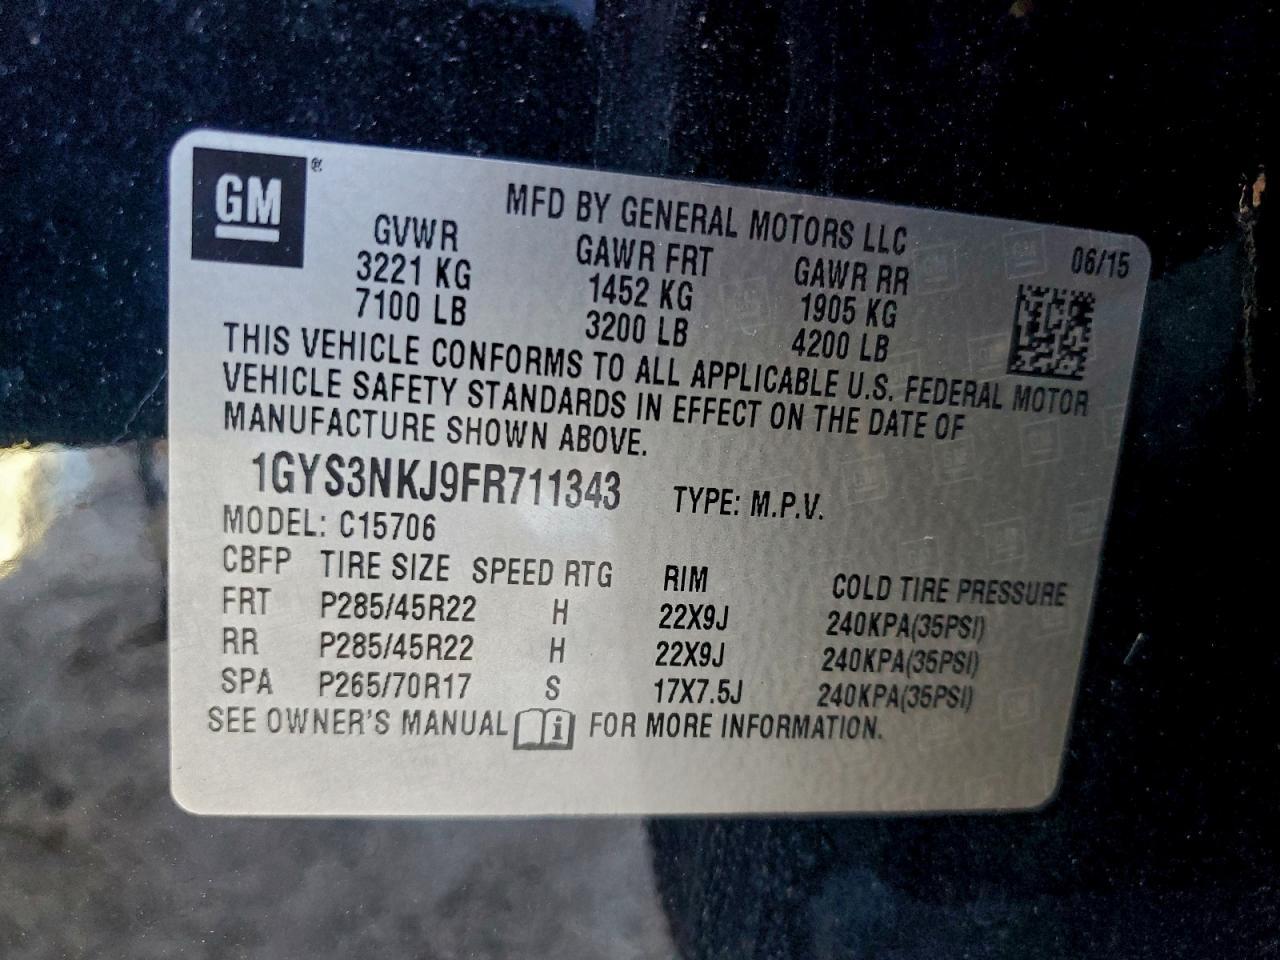 GM ®
MFD BY GENERAL MOTORS LLC
GVWR GAWR FRT GAWR RR 06/15
3221 KG 1452 KG 1905 KG
7100 LB 3200 LB 4200 LB
THIS VEHICLE CONFORMS TO ALL APPLICABLE U.S. FEDERAL MOTOR
VEHICLE SAFETY STANDARDS IN EFFECT ON THE DATE OF
MANUFACTURE SHOWN ABOVE.
1GYS3NKJ9FR711343 TYPE: M.P.V.
MODEL: C15706
CBFP TIRE SIZE SPEED RTG RIM COLD TIRE PRESSURE
FRT P285/45R22 H 22X9J 240KPA(35PSI)
RR P285/45R22 H 22X9J 240KPA(35PSI)
SPA P265/70R17 S 17X7.5J 240KPA(35PSI)
SEE OWNER'S MANUAL i FOR MORE INFORMATION.